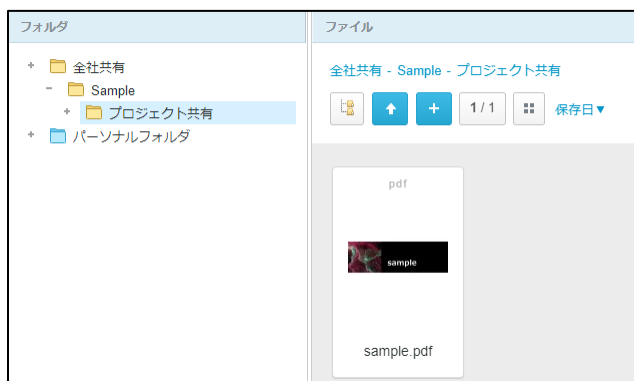 フォルダ
全社共有
Sample
プロジェクト共有
パーソナルフォルダ
ファイル
全社共有 - Sample - プロジェクト共有
1 / 1
保存日▼
pdf
sample
sample.pdf